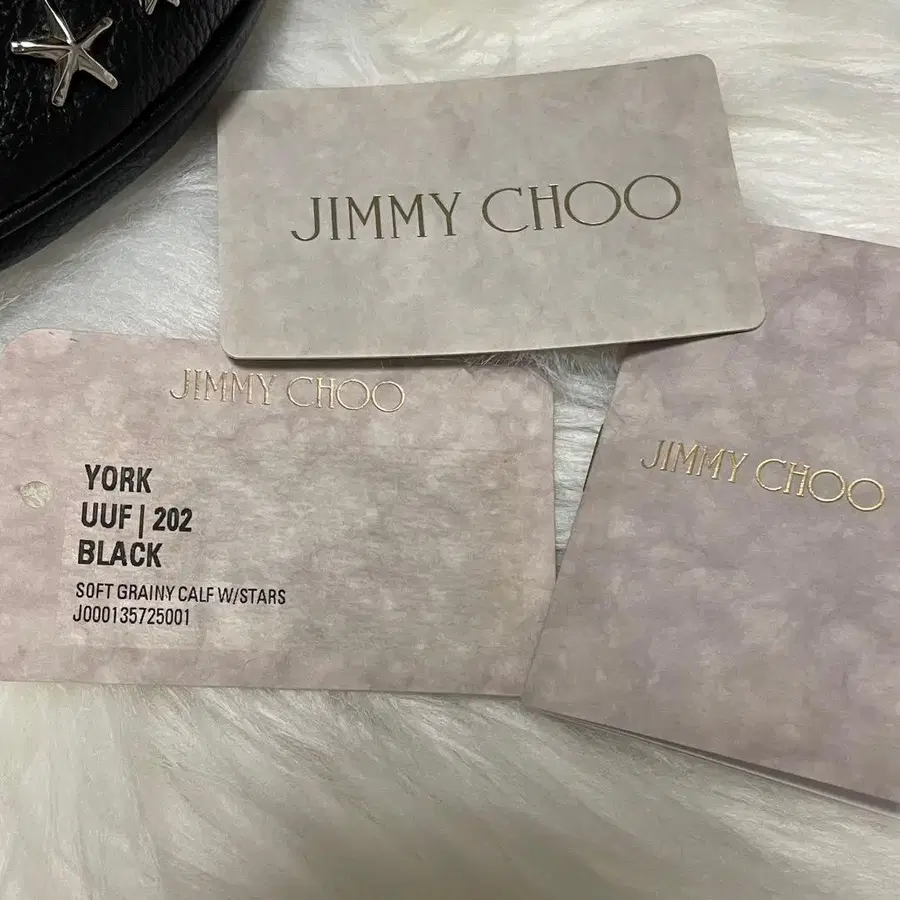 JIMMY CHOO
JIMMY CHOO
YORK
UUF | 202
BLACK
SOFT GRAINY CALF W/STARS
J000135725001
JIMMY CHOO